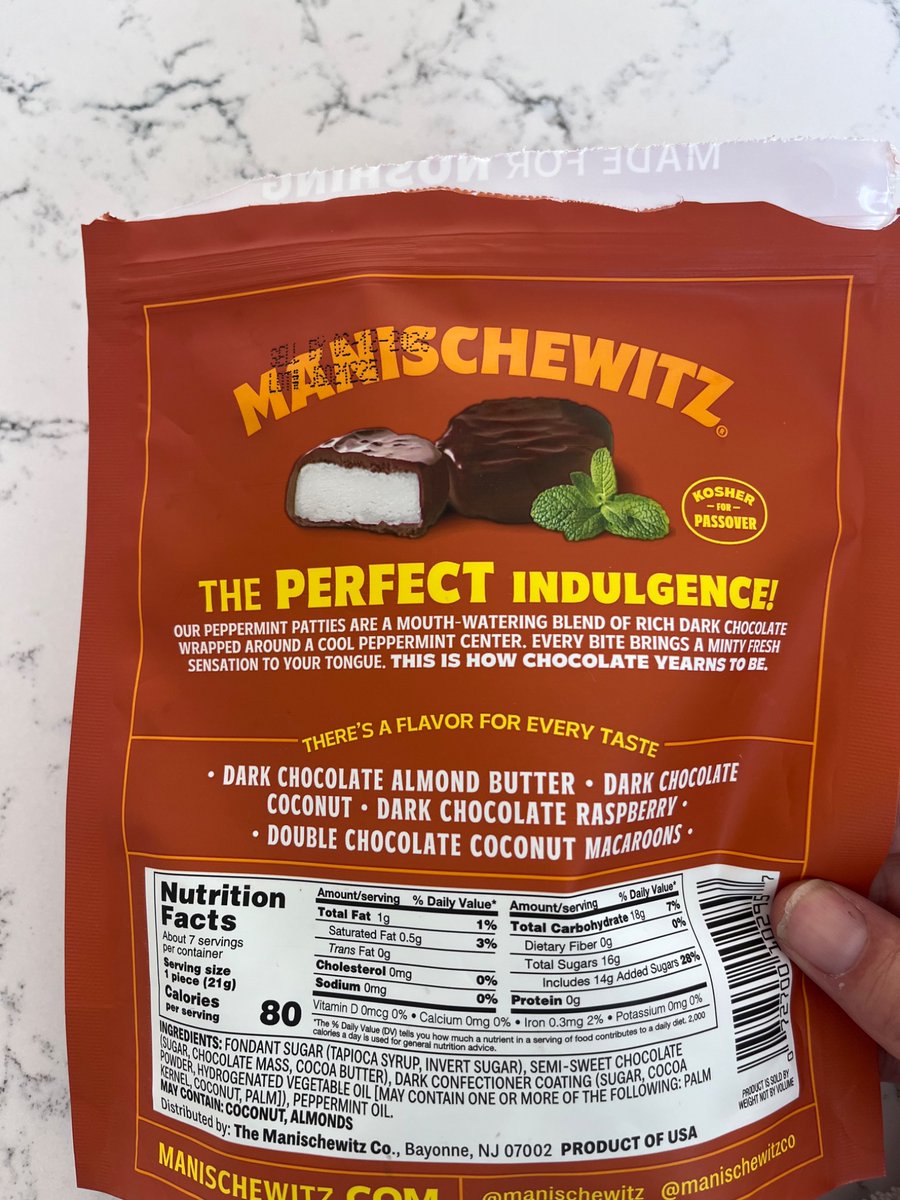 MADE FOR NOSHING
MANISCHEWITZ®
KOSHER
- FOR -
PASSOVER
THE PERFECT INDULGENCE!
OUR PEPPERMINT PATTIES ARE A MOUTH-WATERING BLEND OF RICH DARK CHOCOLATE
WRAPPED AROUND A COOL PEPPERMINT CENTER. EVERY BITE BRINGS A MINTY FRESH
SENSATION TO YOUR TONGUE. THIS IS HOW CHOCOLATE YEARNS TO BE.
THERE'S A FLAVOR FOR EVERY TASTE
• DARK CHOCOLATE ALMOND BUTTER • DARK CHOCOLATE
COCONUT • DARK CHOCOLATE RASPBERRY •
• DOUBLE CHOCOLATE COCONUT MACAROONS •
Nutrition
Facts
About 7 servings
per container
Serving size
1 piece (21g)
Calories
per serving
80
Amount/serving % Daily Value*
Total Fat 1g 1%
Saturated Fat 0.5g 3%
Trans Fat 0g
Cholesterol 0mg 0%
Sodium 0mg 0%
Amount/serving % Daily Value*
Total Carbohydrate 18g 7%
Dietary Fiber 0g 0%
Total Sugars 16g
Includes 14g Added Sugars 28%
Protein 0g
Vitamin D 0mcg 0% • Calcium 0mg 0% • Iron 0.3mg 2% • Potassium 0mg 0%
*The % Daily Value (DV) tells you how much a nutrient in a serving of food contributes to a daily diet. 2,000
calories a day is used for general nutrition advice.
INGREDIENTS: FONDANT SUGAR (TAPIOCA SYRUP, INVERT SUGAR), SEMI-SWEET CHOCOLATE
(SUGAR, CHOCOLATE MASS, COCOA BUTTER), DARK CONFECTIONER COATING (SUGAR, COCOA
POWDER, HYDROGENATED VEGETABLE OIL [MAY CONTAIN ONE OR MORE OF THE FOLLOWING: PALM
KERNEL, COCONUT, PALM]), PEPPERMINT OIL.
MAY CONTAIN: COCONUT, ALMONDS
Distributed by: The Manischewitz Co., Bayonne, NJ 07002 PRODUCT OF USA
PRODUCT IS SOLD BY
WEIGHT NOT BY VOLUME
MANISCHEWITZ.COM
@manischewitz @manischewitzco